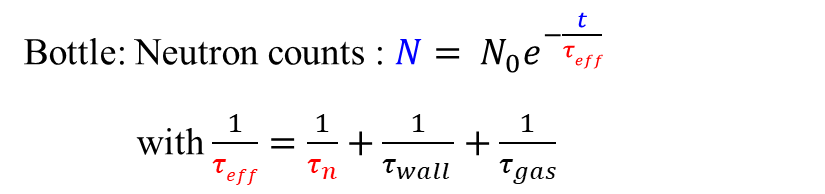 Bottle: Neutron counts : N = N₀e^(-t/τ_eff)
with 1/τ_eff = 1/τ_n + 1/τ_wall + 1/τ_gas